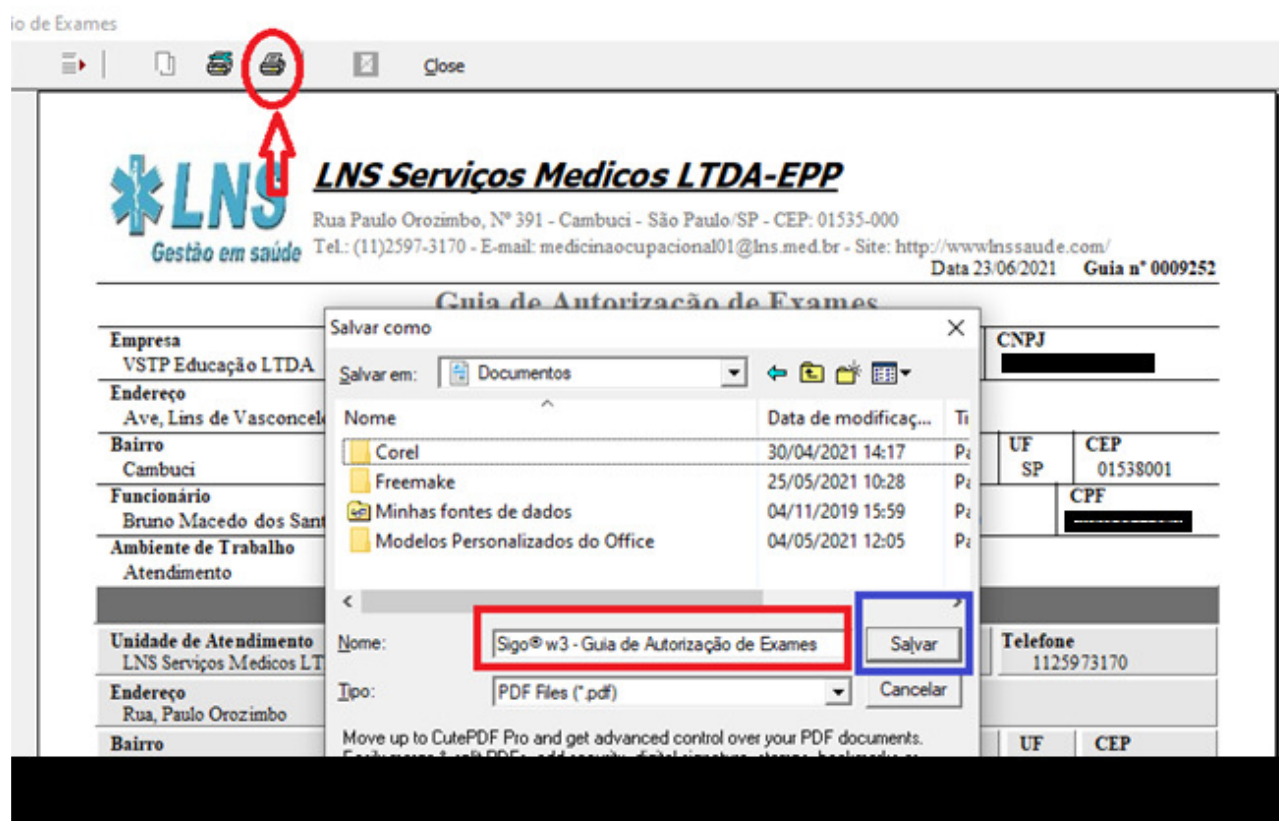 io de Exames
Close
LNS
Gestão em saúde
LNS Serviços Medicos LTDA-EPP
Rua Paulo Orozimbo, Nº 391 - Cambuci - São Paulo/SP - CEP: 01535-000
Tel.: (11)2597-3170 - E-mail: medicinaocupacional01@lns.med.br - Site: http://wwwlnssaude.com/
Data 23/06/2021 Guia nº 0009252
Guia de Autorização de Exames
Empresa
VSTP Educação LTDA
CNPJ
Endereço
Ave, Lins de Vasconcel
Bairro
Cambuci
UF
SP
CEP
01538001
Funcionário
Bruno Macedo dos Sant
CPF
Ambiente de Trabalho
Atendimento
Unidade de Atendimento
LNS Serviços Medicos LT
Telefone
1125973170
Endereço
Rua, Paulo Orozimbo
Bairro
UF CEP
Salvar como
Salvar em: Documentos
Nome Data de modificaç... Ti
Corel 30/04/2021 14:17 Pa
Freemake 25/05/2021 10:28 Pa
Minhas fontes de dados 04/11/2019 15:59 Pa
Modelos Personalizados do Office 04/05/2021 12:05 Pa
Nome: Sigo® w3 - Guia de Autorização de Exames Salvar
Tipo: PDF Files (*.pdf) Cancelar
Move up to CutePDF Pro and get advanced control over your PDF documents.